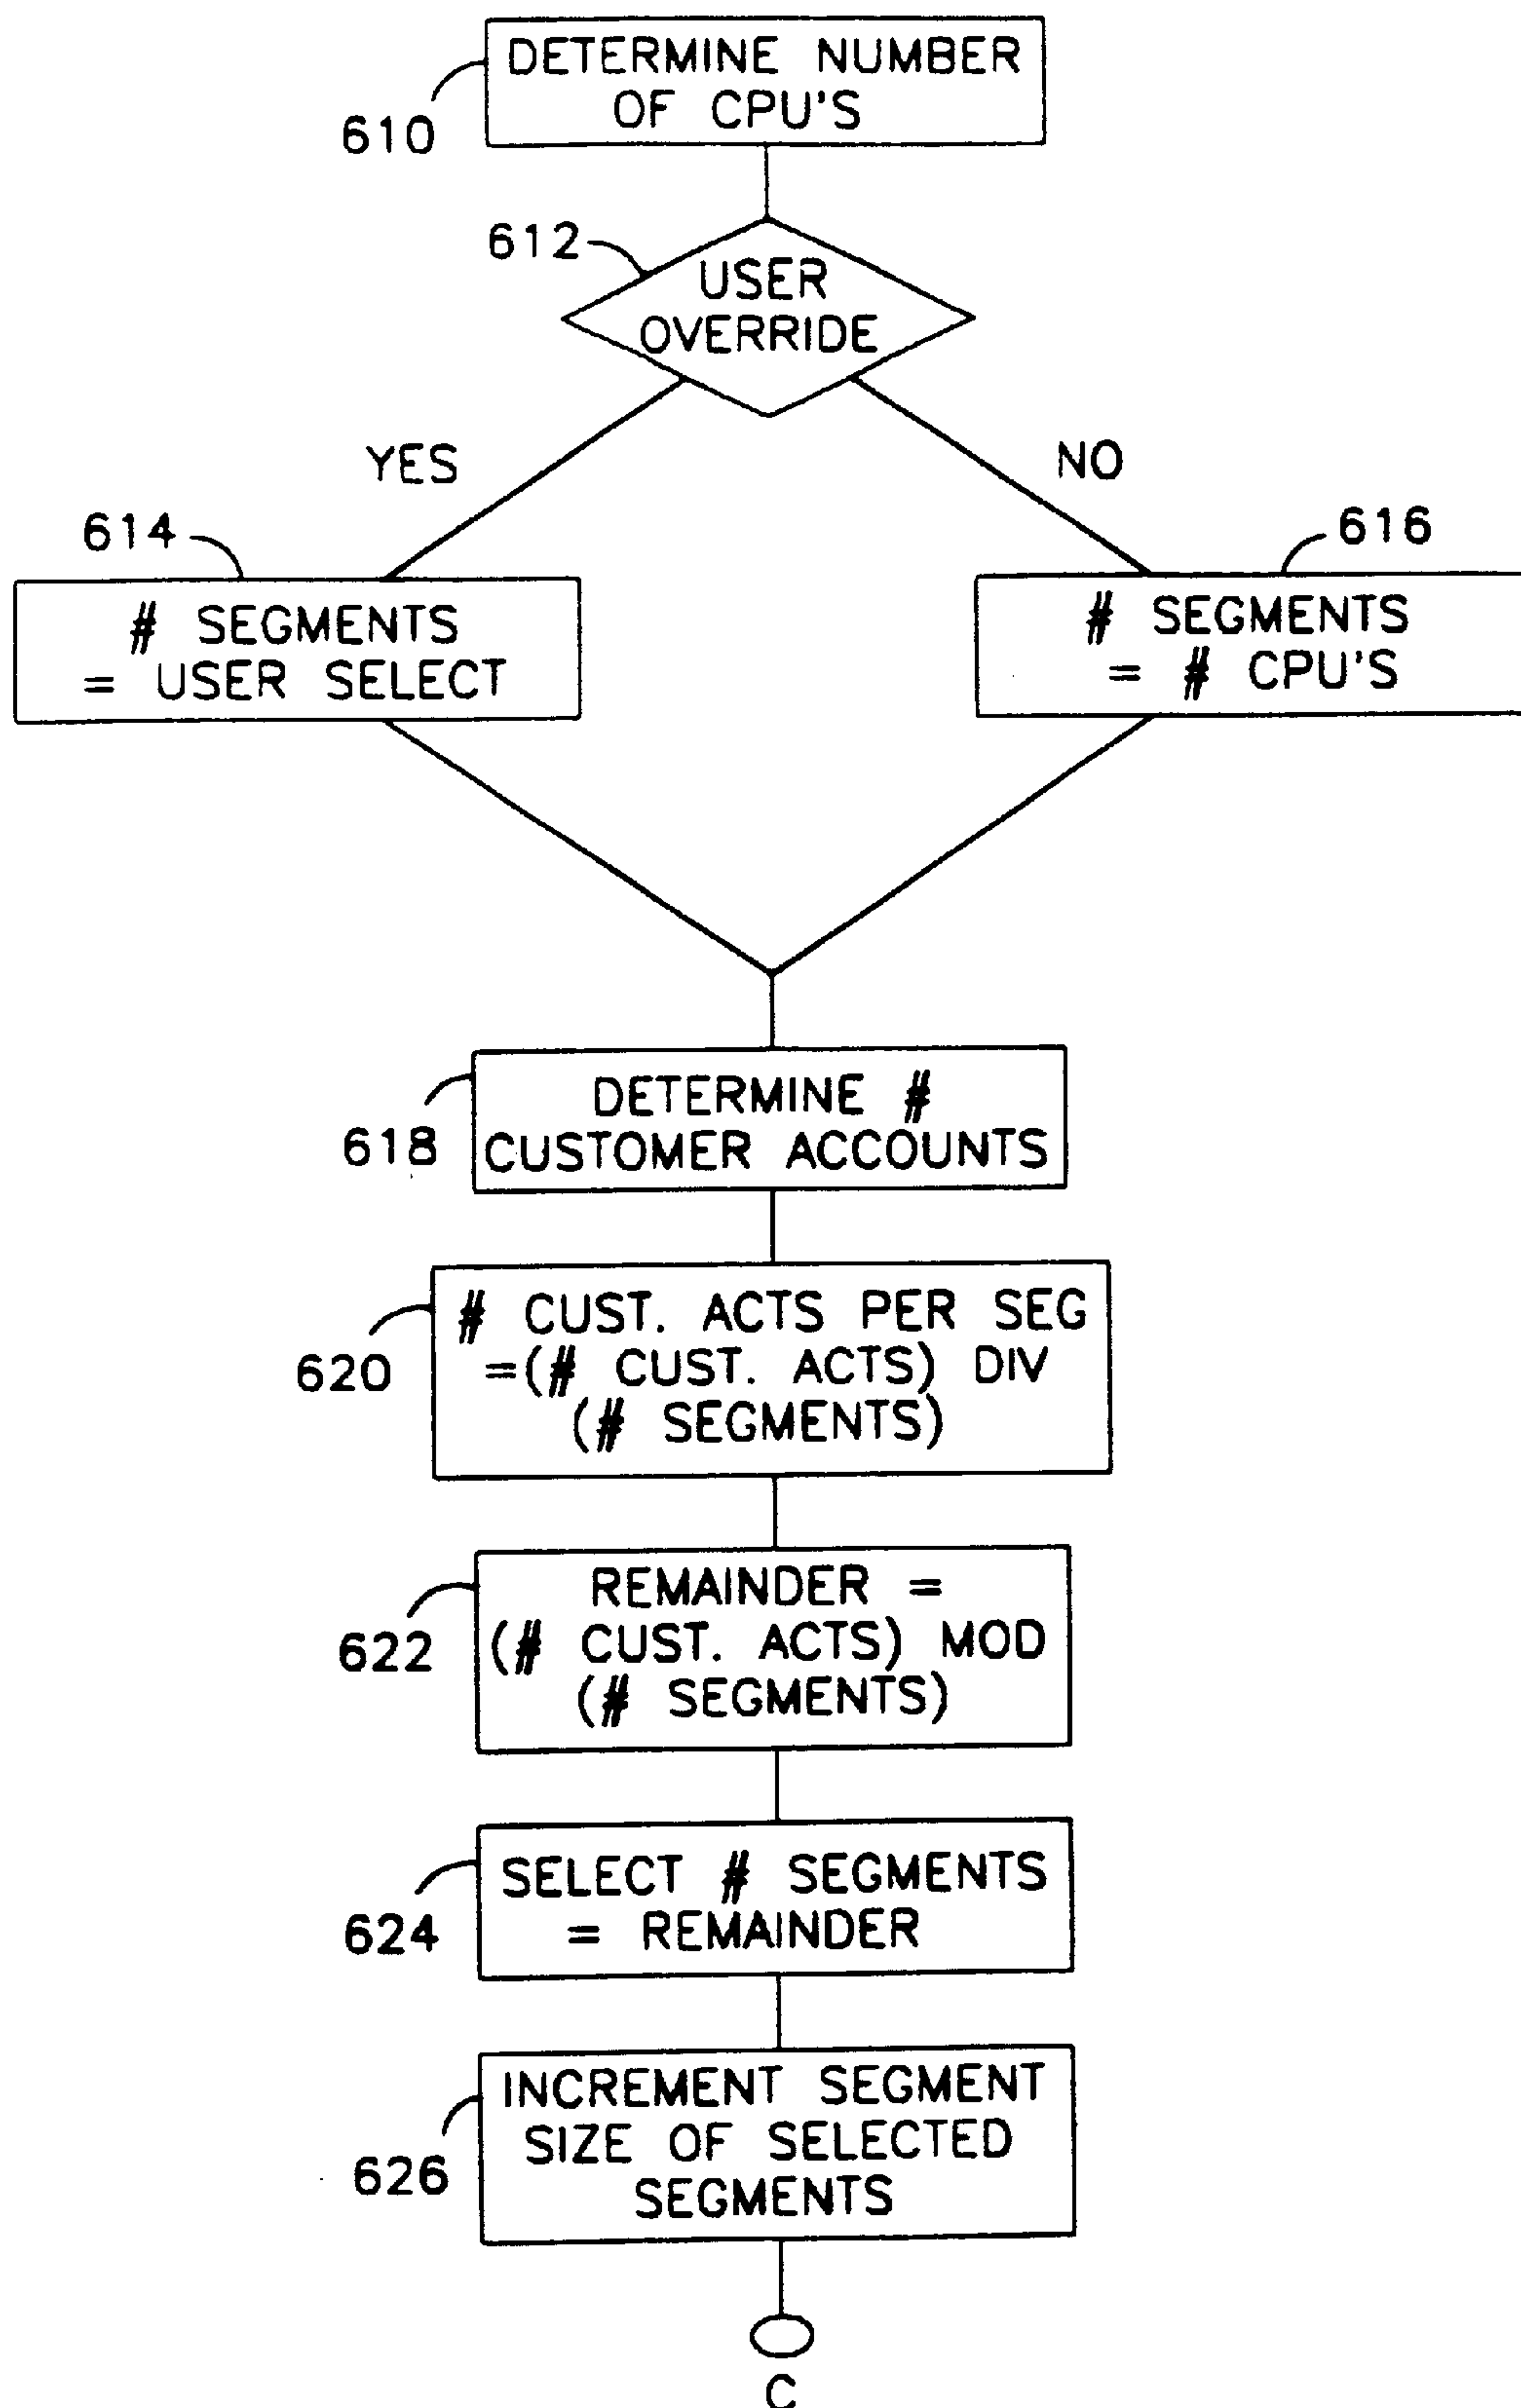 DETERMINE NUMBER
OF CPU'S
610
612
USER
OVERRIDE
YES
NO
614
616
# SEGMENTS
= USER SELECT
# SEGMENTS
= # CPU'S
DETERMINE #
CUSTOMER ACCOUNTS
618
# CUST. ACTS PER SEG
=(# CUST. ACTS) DIV
(# SEGMENTS)
620
REMAINDER =
(# CUST. ACTS) MOD
(# SEGMENTS)
622
SELECT # SEGMENTS
= REMAINDER
624
INCREMENT SEGMENT
SIZE OF SELECTED
SEGMENTS
626
C